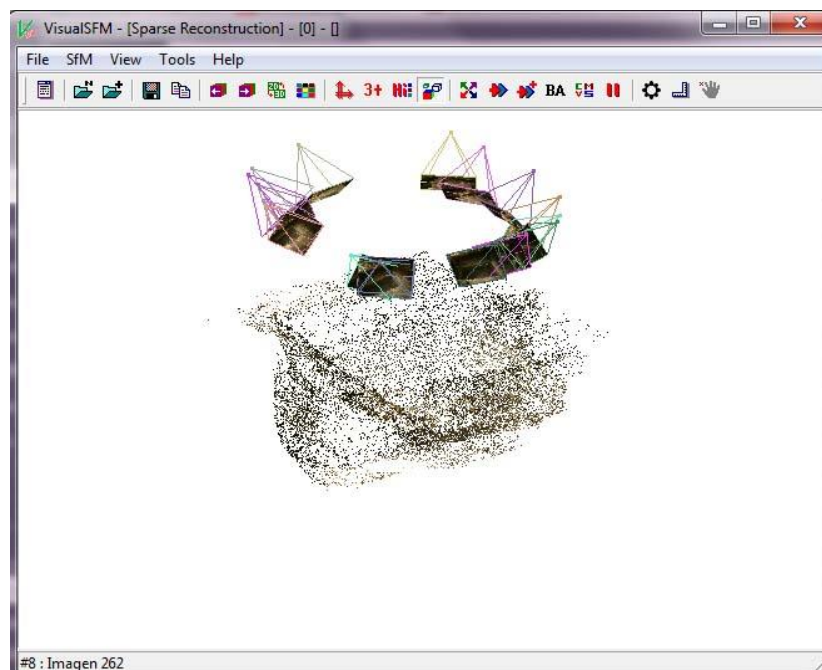 VisualSFM - [Sparse Reconstruction] - [0] - []
File SfM View Tools Help
3+ BA
#8 : Imagen 262